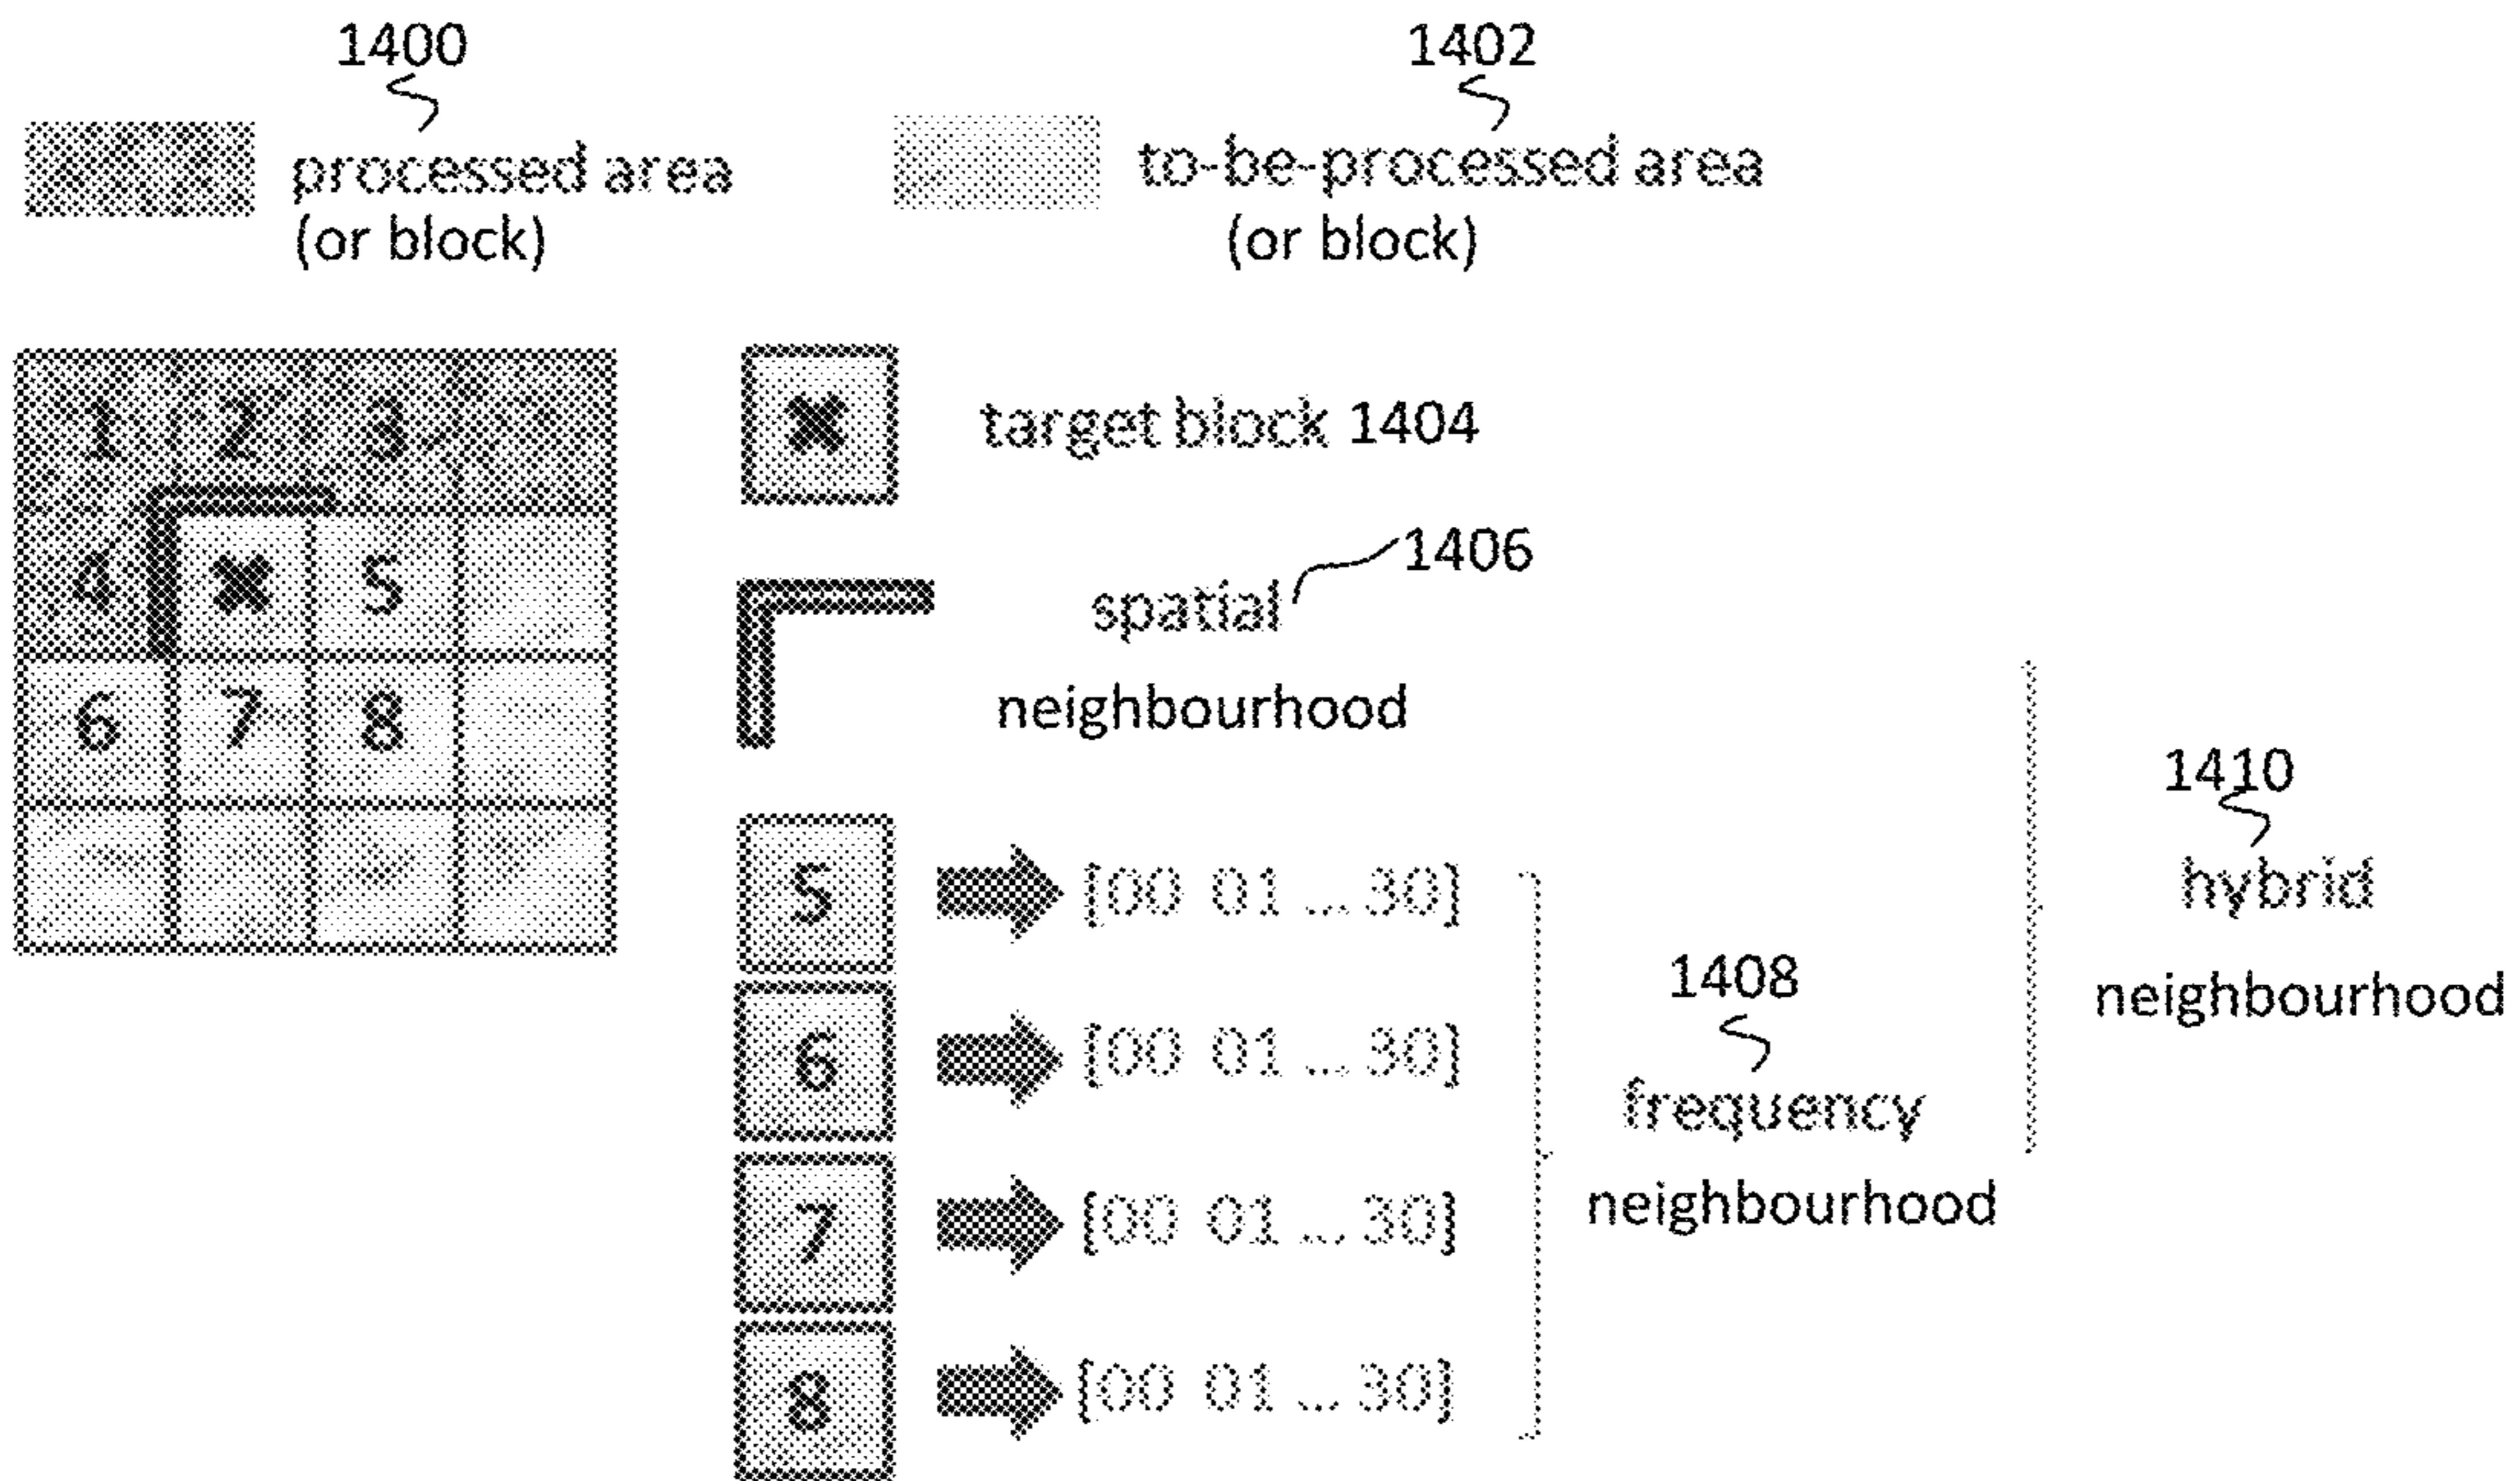 1400
processed area
(or block)
1402
to-be-processed area
(or block)
1 2 3
4 ✖ 5
6 7 8
✖ target block 1404
spatial 1406
neighbourhood
5 [00 01 ... 30]
6 [00 01 ... 30]
7 [00 01 ... 30]
8 [00 01 ... 30]
1408
frequency
neighbourhood
1410
hybrid
neighbourhood